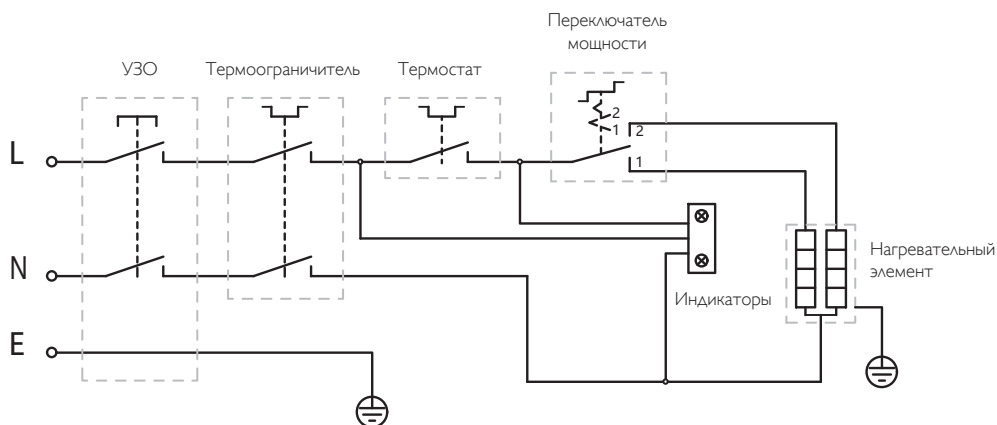 Переключатель
мощности
УЗО
Термоограничитель
Термостат
2
1
2
L
1
N
Нагревательный
элемент
Индикаторы
E